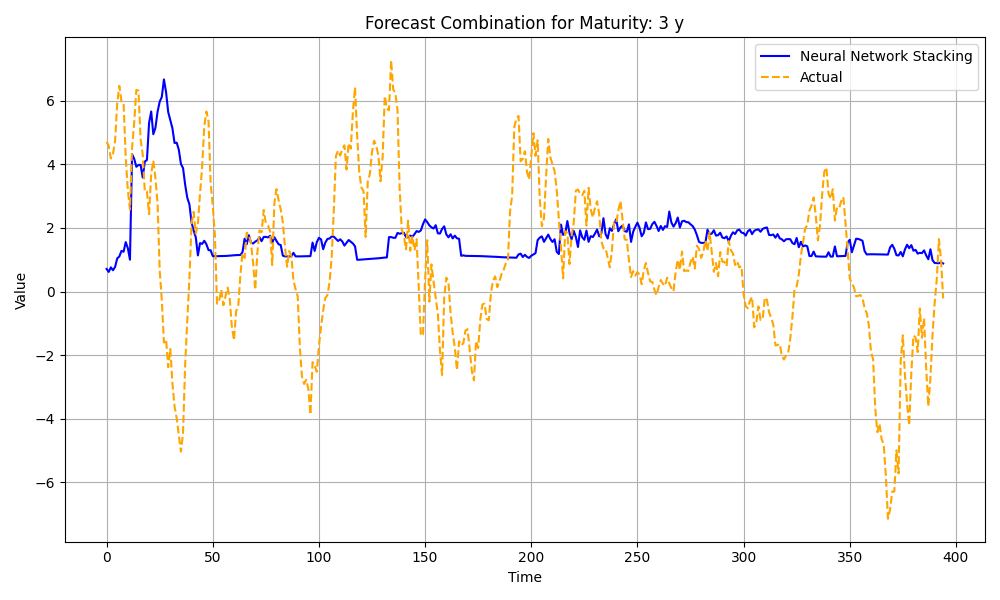 Forecast Combination for Maturity: 3 y
Neural Network Stacking
Actual
Value
6
4
2
0
−2
−4
−6
0 50 100 150 200 250 300 350 400
Time